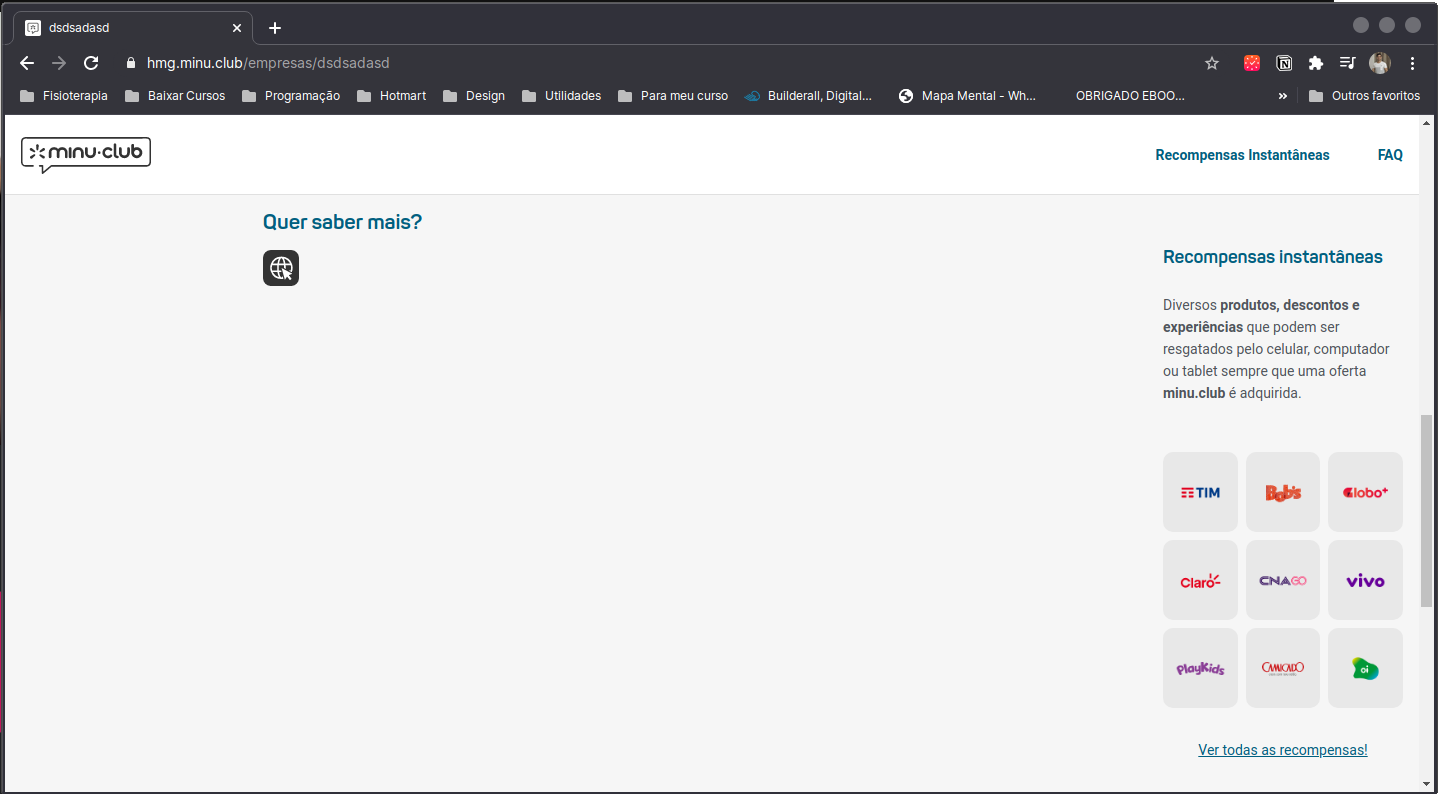 dsdsadasd
hmg.minu.club/empresas/dsdsadasd
Fisioterapia
Baixar Cursos
Programação
Hotmart
Design
Utilidades
Para meu curso
Builderall, Digital...
Mapa Mental - Wh...
OBRIGADO EBOO...
»
Outros favoritos
minu·club
Recompensas Instantâneas
FAQ
Quer saber mais?
Recompensas instantâneas
Diversos produtos, descontos e
experiências que podem ser
resgatados pelo celular, computador
ou tablet sempre que uma oferta
minu.club é adquirida.
TIM
Bob's
Globo+
Claro
CNA GO
vivo
PlayKids
CAMICADO
oi
Ver todas as recompensas!